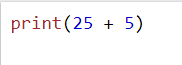 print(25 + 5)